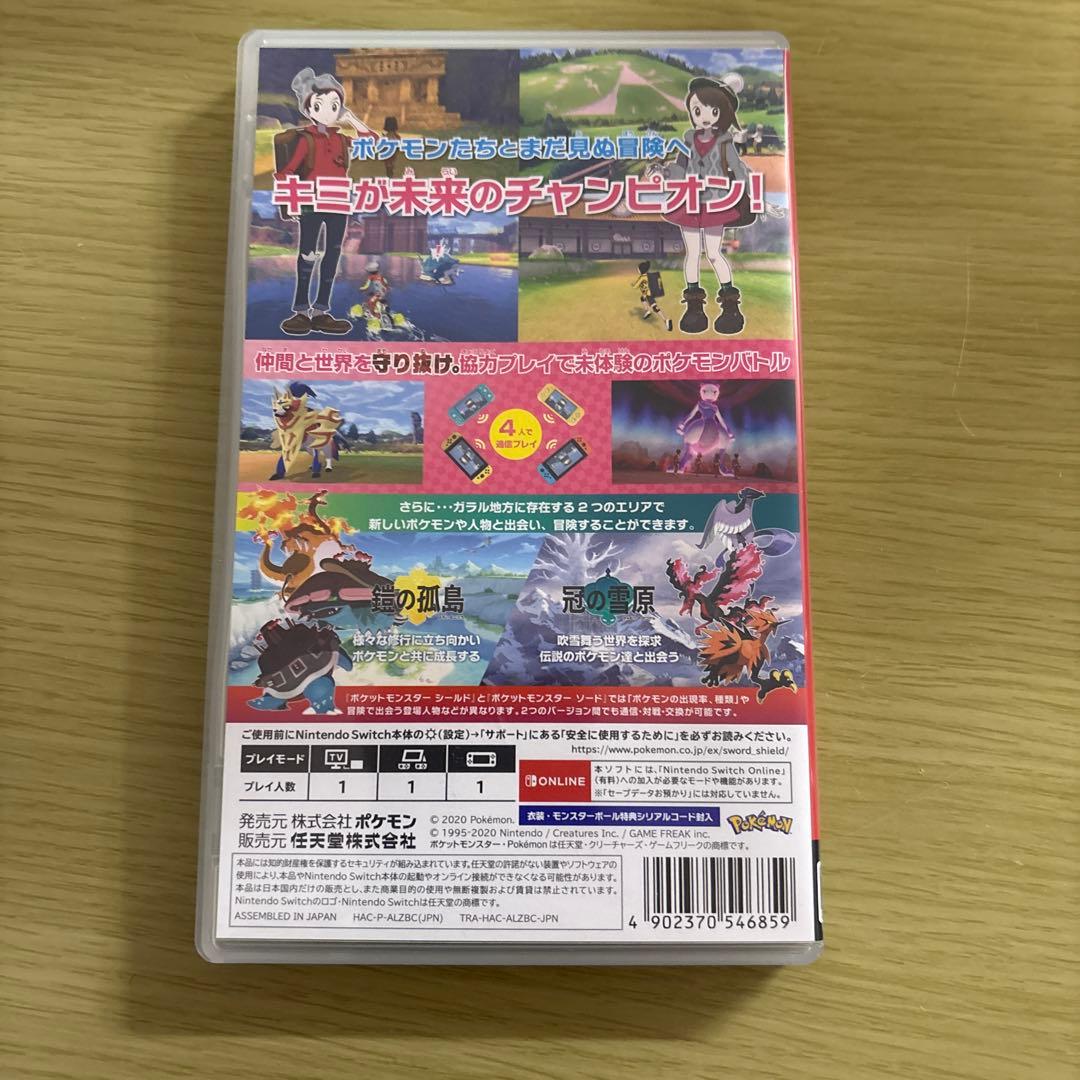 ポケモンたちとまだ見ぬ冒険へ
キミが未来のチャンピオン!
仲間と世界を守り抜け。協力プレイで未体験のポケモンバトル
4人で
通信プレイ
さらに…ガラル地方に存在する2つのエリアで
新しいポケモンや人物と出会い、冒険することができます。
鎧の孤島
様々な修行に立ち向かい
ポケモンと共に成長する
冠の雪原
吹雪舞う世界を探求
伝説のポケモン達と出会う
『ポケットモンスター シールド』と『ポケットモンスター ソード』では「ポケモンの出現率、種類」や
冒険で出会う登場人物などが異なります。2つのバージョン間でも通信・対戦・交換が可能です。
ご使用前にNintendo Switch本体の(設定)→「サポート」にある「安全に使用するために」を必ずお読みください。
https://www.pokemon.co.jp/ex/sword_shield/
プレイモード TV
プレイ人数 1 1 1
ONLINE
本ソフトには、「Nintendo Switch Online」
(有料)への加入が必要なモードや機能があります。
※「セーブデータお預かり」には対応していません。
発売元 株式会社 ポケモン
販売元 任天堂株式会社
© 2020 Pokémon.
衣装・モンスターボール特典シリアルコード封入
© 1995-2020 Nintendo / Creatures Inc. / GAME FREAK inc.
ポケットモンスター・Pokémon は任天堂・クリーチャーズ・ゲームフリークの商標です。
POKÉMON
本品には知的財産権を保護するセキュリティが組み込まれています。任天堂の許諾がない装置やソフトウェアの
使用により、本品やNintendo Switch本体の起動やオンライン接続ができなくなる可能性があります。
本品は日本国内だけの販売とし、また商業目的の使用や無断複製および賃貸は禁止されています。
Nintendo Switchのロゴ・Nintendo Switchは任天堂の商標です。
ASSEMBLED IN JAPAN HAC-P-ALZBC(JPN) TRA-HAC-ALZBC-JPN
4 902370 546859